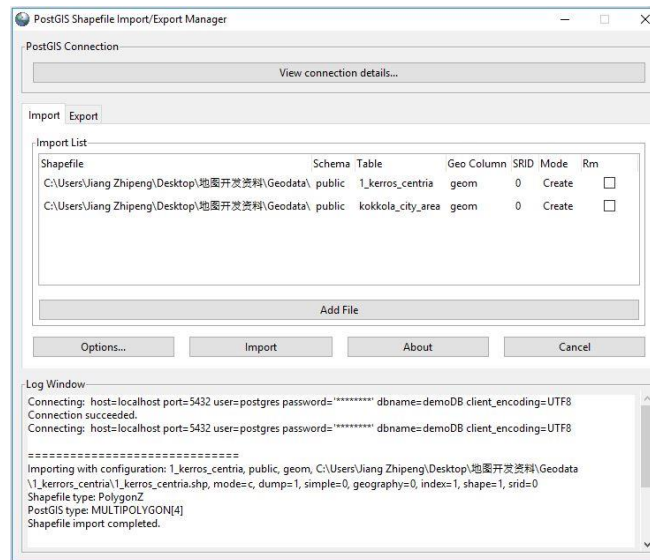 PostGIS Shapefile Import/Export Manager
PostGIS Connection
View connection details...
Import Export
Import List
Shapefile Schema Table Geo Column SRID Mode Rm
C:\Users\Jiang Zhipeng\Desktop\地图开发资料\Geodata\ public 1_kerros_centria geom 0 Create
C:\Users\Jiang Zhipeng\Desktop\地图开发资料\Geodata\ public kokkola_city_area geom 0 Create
Add File
Options... Import About Cancel
Log Window
Connecting: host=localhost port=5432 user=postgres password='********' dbname=demoDB client_encoding=UTF8
Connection succeeded.
Connecting: host=localhost port=5432 user=postgres password='********' dbname=demoDB client_encoding=UTF8
==============================
Importing with configuration: 1_kerros_centria, public, geom, C:\Users\Jiang Zhipeng\Desktop\地图开发资料\Geodata
\1_kerrors_centria\1_kerros_centria.shp, mode=c, dump=1, simple=0, geography=0, index=1, shape=1, srid=0
Shapefile type: PolygonZ
PostGIS type: MULTIPOLYGON[4]
Shapefile import completed.